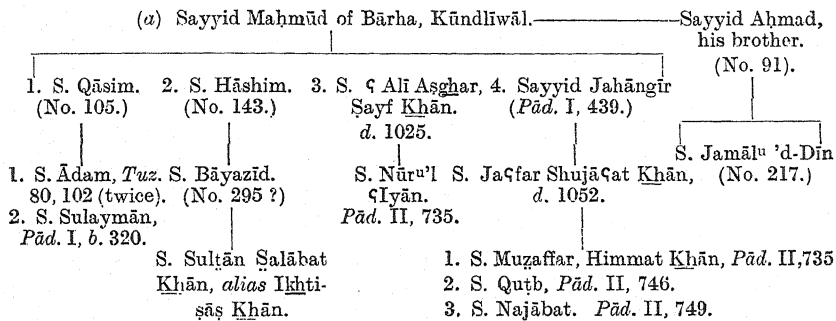 (a) Sayyid Maḥmūd of Bārha, Kūndlīwāl. Sayyid Aḥmad,
his brother.
(No. 91).
1. S. Qāsim. 2. S. Hāshim. 3. S. ʕ Alī Aṣghar, 4. Sayyid Jahāngīr
(No. 105.) (No. 143.) Ṣayf Khān. (Pād. I, 439.)
d. 1025.
S. Jamālᵘ 'd-Dīn
1. S. Ādam, Tuz. S. Bāyazīd. S. Nūrᵘ'l S. Jaʕfar Shujāʕat Khān, (No. 217.)
80, 102 (twice). (No. 295 ?) ʕIyān. d. 1052.
2. S. Sulaymān, Pād. II, 735.
Pād. I, b. 320.
S. Sulṭān Ṣalābat 1. S. Muẓaffar, Himmat Khān, Pād. II,735
Khān, alias Ikhti- 2. S. Quṭb, Pād. II, 746.
ṣāṣ Khān. 3. S. Najābat. Pād. II, 749.